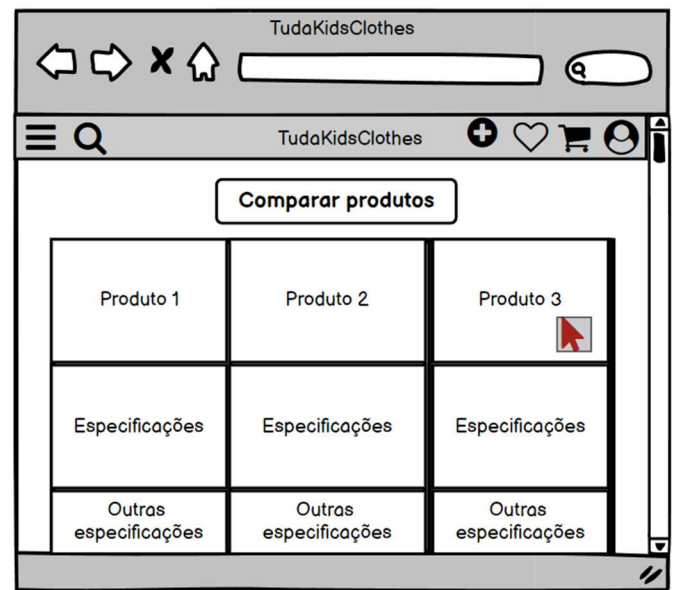 TudaKidsClothes
TudaKidsClothes
Comparar produtos
Produto 1
Produto 2
Produto 3
Especificações
Especificações
Especificações
Outras
especificações
Outras
especificações
Outras
especificações